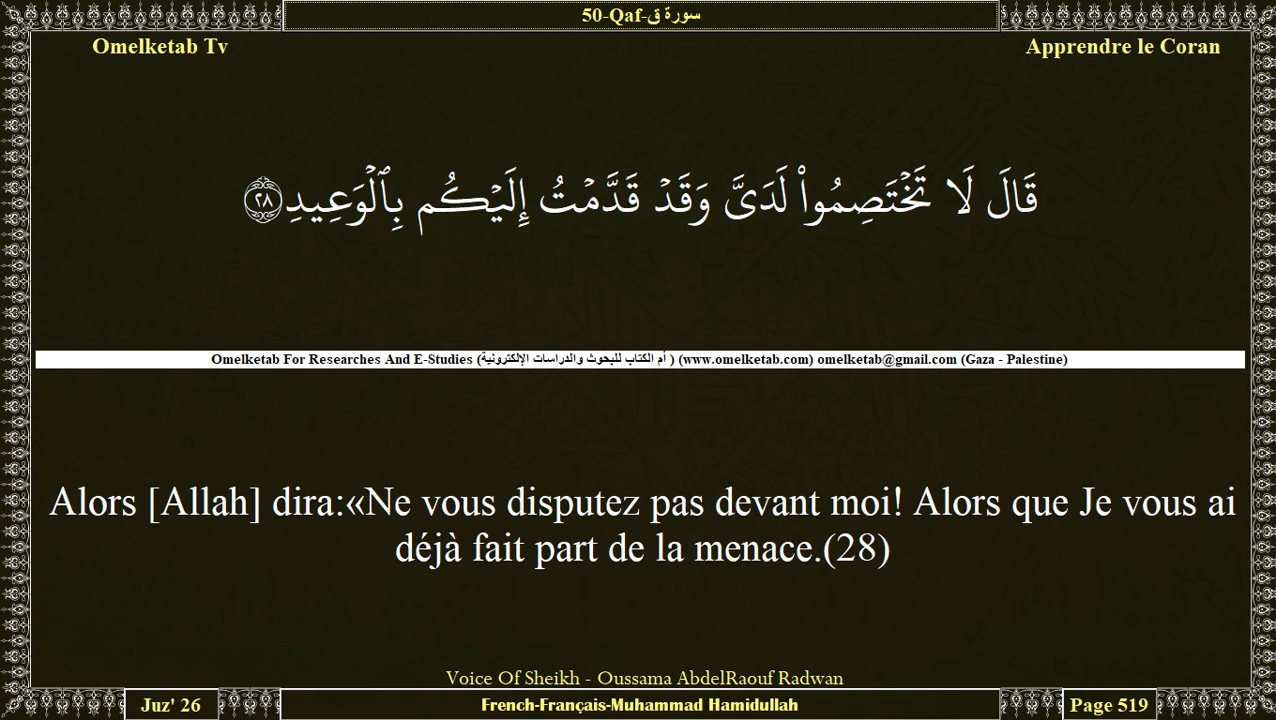 50-Qaf-سورة ق
Omelketab Tv
Apprendre le Coran
قَالَ لَا تَخْتَصِمُوا۟ لَدَىَّ وَقَدْ قَدَّمْتُ إِلَيْكُم بِٱلْوَعِيدِ ٢٨
Omelketab For Researches And E-Studies (أم الكتاب للبحوث والدراسات الإلكترونية ) (www.omelketab.com) omelketab@gmail.com (Gaza - Palestine)
Alors [Allah] dira:«Ne vous disputez pas devant moi! Alors que Je vous ai
déjà fait part de la menace.(28)
Voice Of Sheikh - Oussama AbdelRaouf Radwan
Juz' 26
French-Français-Muhammad Hamidullah
Page 519